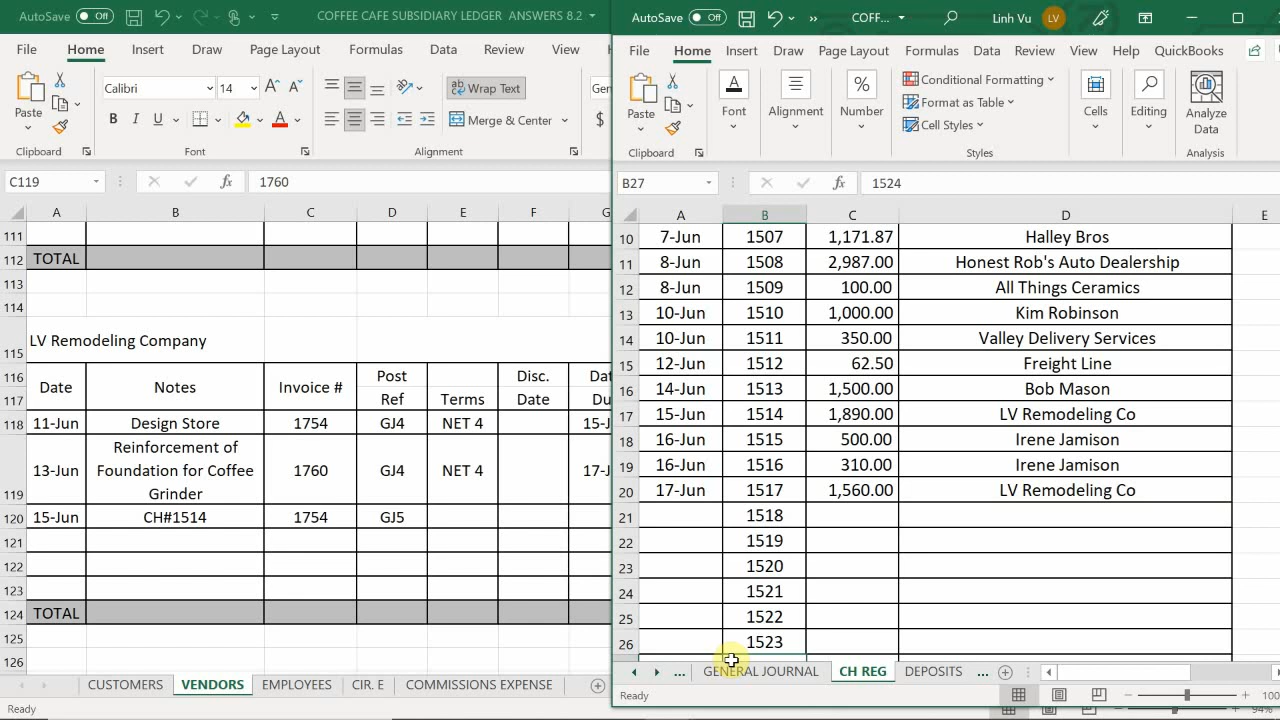 AutoSave Off COFFEE CAFE SUBSIDIARY LEDGER ANSWERS 8.2
File Home Insert Draw Page Layout Formulas Data Review View
Paste
Clipboard
Calibri 14
B I U
Font
Wrap Text
Merge & Center
Alignment
$
C119 fx 1760
A B C D E F G
111
112 TOTAL
113
114
115 LV Remodeling Company
116 Date Notes Invoice # Post Disc.
117 Ref Terms Date
118 11-Jun Design Store 1754 GJ4 NET 4
Reinforcement of
13-Jun Foundation for Coffee 1760 GJ4 NET 4
119 Grinder
120 15-Jun CH#1514 1754 GJ5
121
122
123
124 TOTAL
125
126
CUSTOMERS VENDORS EMPLOYEES CIR. E COMMISSIONS EXPENSE
Ready
AutoSave Off COFF... Linh Vu LV
File Home Insert Draw Page Layout Formulas Data Review View Help QuickBooks
Paste
Clipboard
Font
Alignment
%
Number
Conditional Formatting
Format as Table
Cell Styles
Styles
Cells
Editing
Analyze
Data
Analysis
B27 fx 1524
A B C D E
10 7-Jun 1507 1,171.87 Halley Bros
11 8-Jun 1508 2,987.00 Honest Rob's Auto Dealership
12 8-Jun 1509 100.00 All Things Ceramics
13 10-Jun 1510 1,000.00 Kim Robinson
14 10-Jun 1511 350.00 Valley Delivery Services
15 12-Jun 1512 62.50 Freight Line
16 14-Jun 1513 1,500.00 Bob Mason
17 15-Jun 1514 1,890.00 LV Remodeling Co
18 16-Jun 1515 500.00 Irene Jamison
19 16-Jun 1516 310.00 Irene Jamison
20 17-Jun 1517 1,560.00 LV Remodeling Co
21 1518
22 1519
23 1520
24 1521
25 1522
26 1523
... GENERAL JOURNAL CH REG DEPOSITS ...
Ready 100
94%